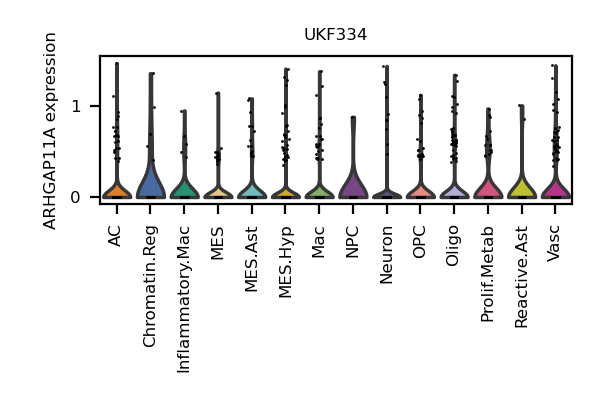 UKF334
ARHGAP11A expression
1
0
AC
Chromatin.Reg
Inflammatory.Mac
MES
MES.Ast
MES.Hyp
Mac
NPC
Neuron
OPC
Oligo
Prolif.Metab
Reactive.Ast
Vasc